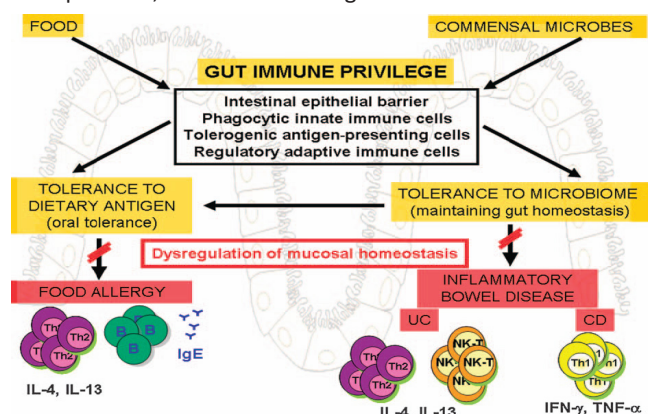 FOOD
COMMENSAL MICROBES
GUT IMMUNE PRIVILEGE
Intestinal epithelial barrier
Phagocytic innate immune cells
Tolerogenic antigen-presenting cells
Regulatory adaptive immune cells
TOLERANCE TO
DIETARY ANTIGEN
(oral tolerance)
TOLERANCE TO MICROBIOME
(maintaining gut homeostasis)
Dysregulation of mucosal homeostasis
FOOD ALLERGY
INFLAMMATORY
BOWEL DISEASE
UC
CD
Th2
Th2
Th2
B
B
B
IgE
IL-4, IL-13
Th2
Th2
Th2
NK-T
NK-T
NK-T
IL-4, IL-13
Th1
Th1
IFN-γ, TNF-α